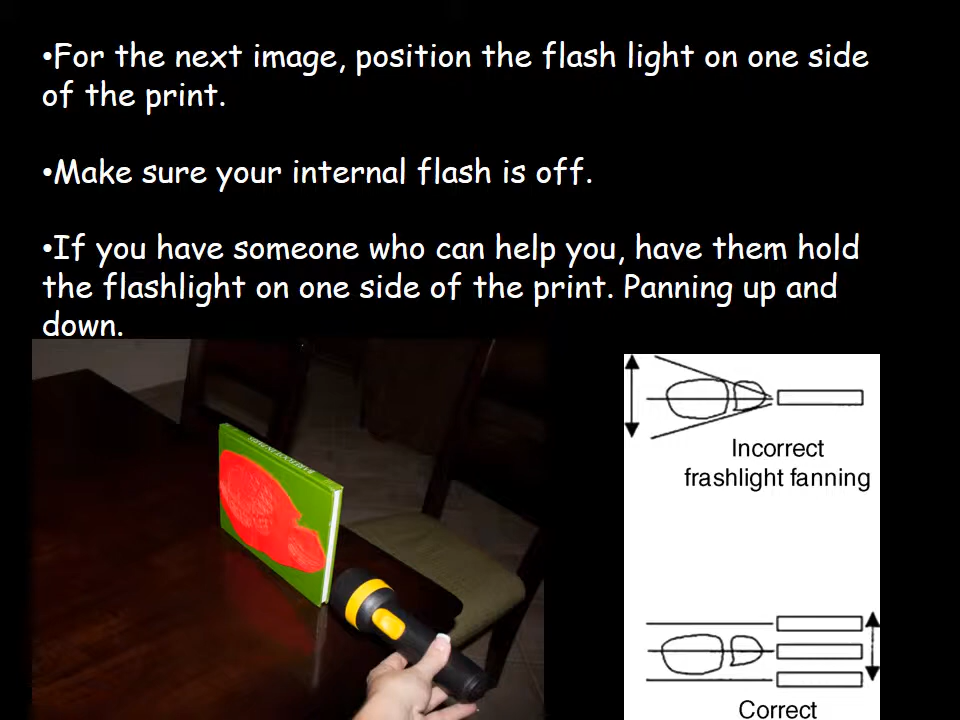 •For the next image, position the flash light on one side
of the print.
•Make sure your internal flash is off.
•If you have someone who can help you, have them hold
the flashlight on one side of the print. Panning up and
down.
Incorrect
frashlight fanning
Correct